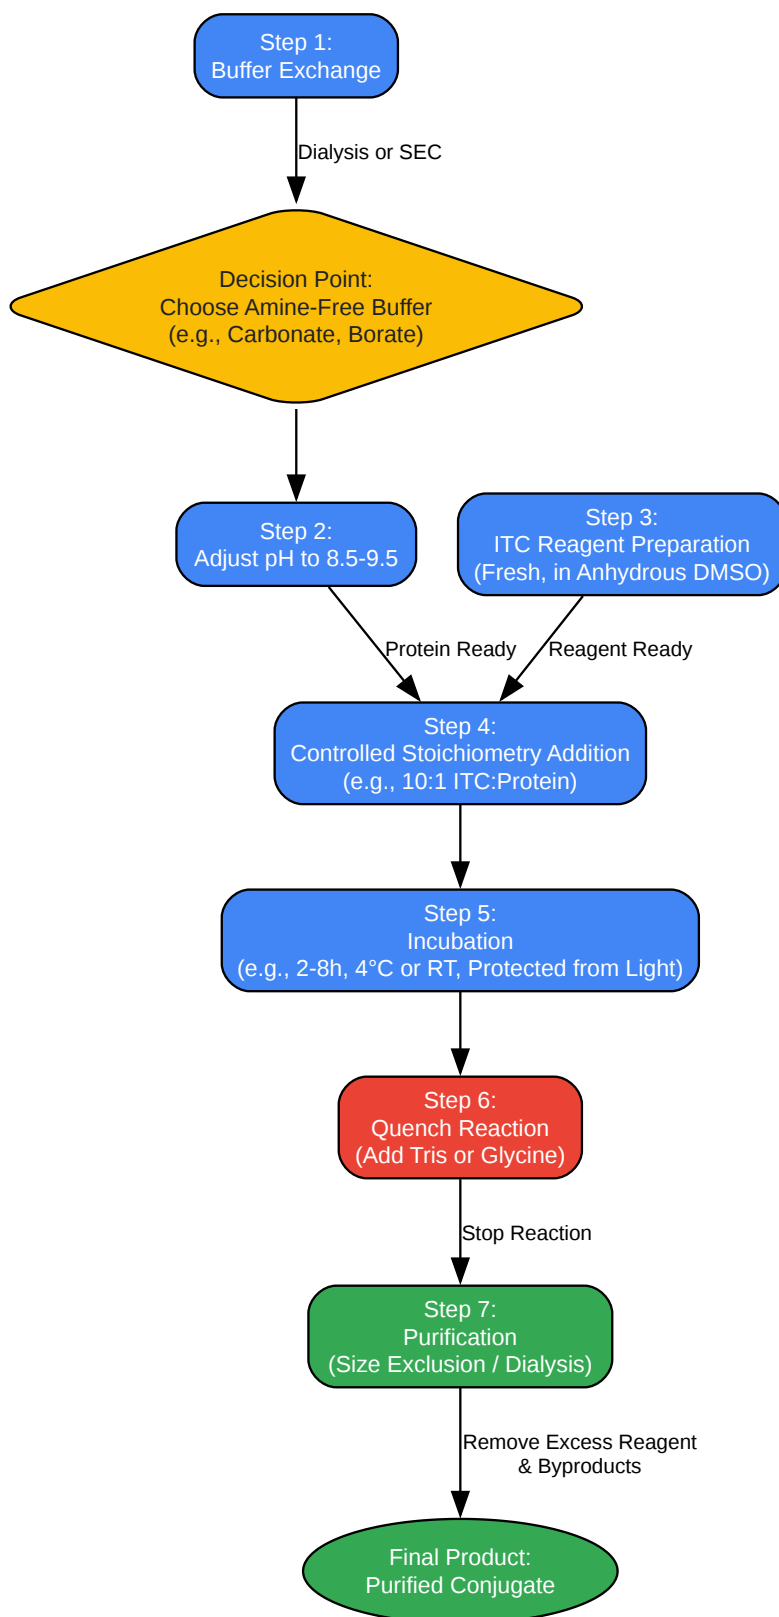 Step 1:
Buffer Exchange
Dialysis or SEC
Decision Point:
Choose Amine-Free Buffer
(e.g., Carbonate, Borate)
Step 2:
Adjust pH to 8.5-9.5
Step 3:
ITC Reagent Preparation
(Fresh, in Anhydrous DMSO)
Protein Ready
Reagent Ready
Step 4:
Controlled Stoichiometry Addition
(e.g., 10:1 ITC:Protein)
Step 5:
Incubation
(e.g., 2-8h, 4°C or RT, Protected from Light)
Step 6:
Quench Reaction
(Add Tris or Glycine)
Stop Reaction
Step 7:
Purification
(Size Exclusion / Dialysis)
Remove Excess Reagent
& Byproducts
Final Product:
Purified Conjugate